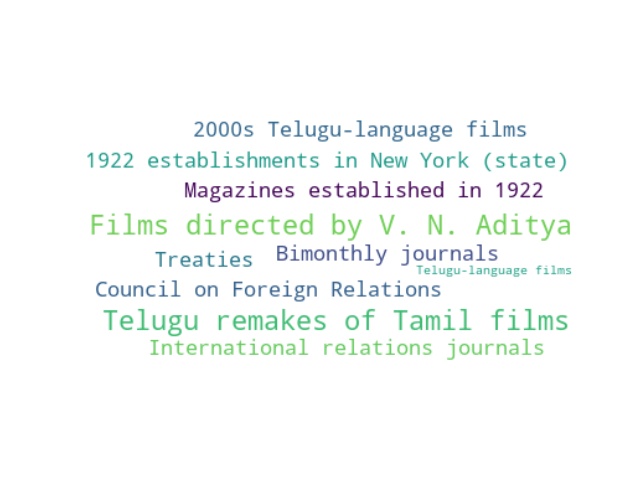 2000s Telugu-language films
1922 establishments in New York (state)
Magazines established in 1922
Films directed by V. N. Aditya
Treaties
Bimonthly journals
Telugu-language films
Council on Foreign Relations
Telugu remakes of Tamil films
International relations journals